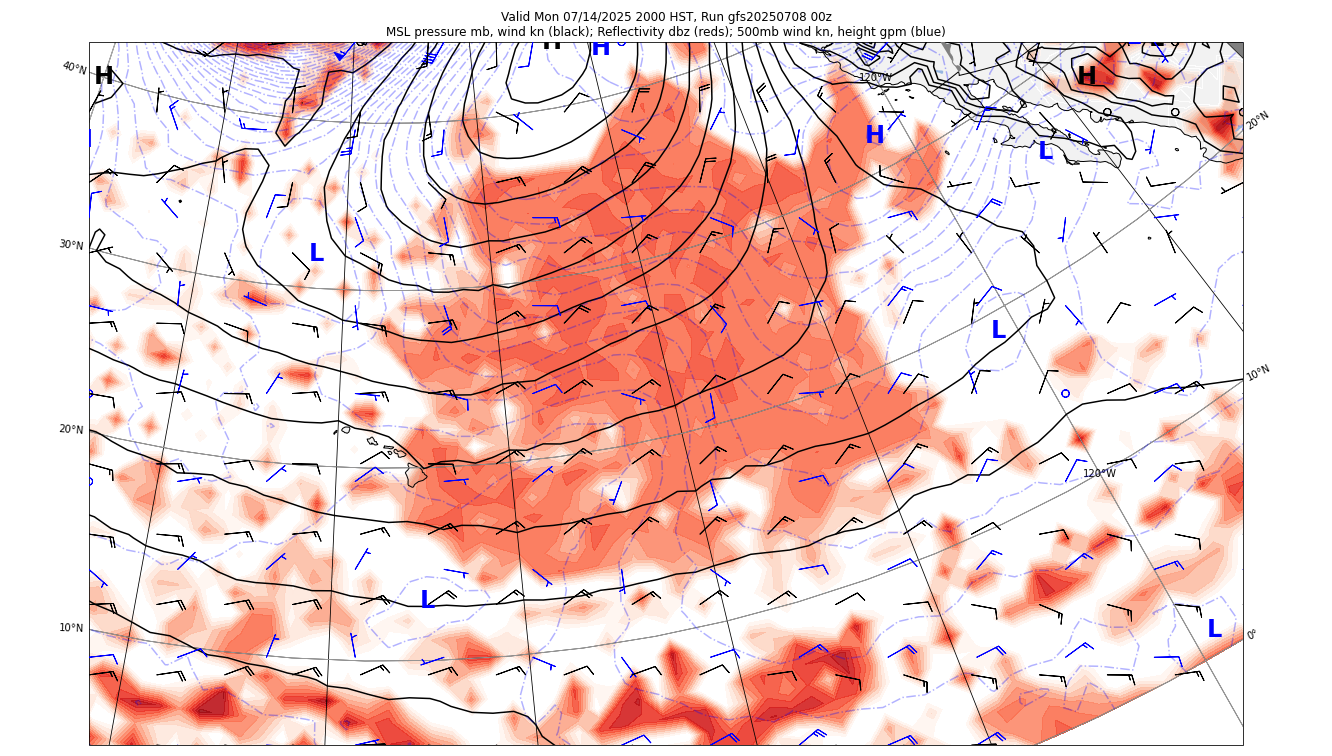 Valid Mon 07/14/2025 2000 HST, Run gfs20250708 00z
MSL pressure mb, wind kn (black); Reflectivity dbz (reds); 500mb wind kn, height gpm (blue)
H H
40°N H 120°W H
20°N
H
L
30°N L
L
10°N
20°N
120°W
L
10°N L 0°